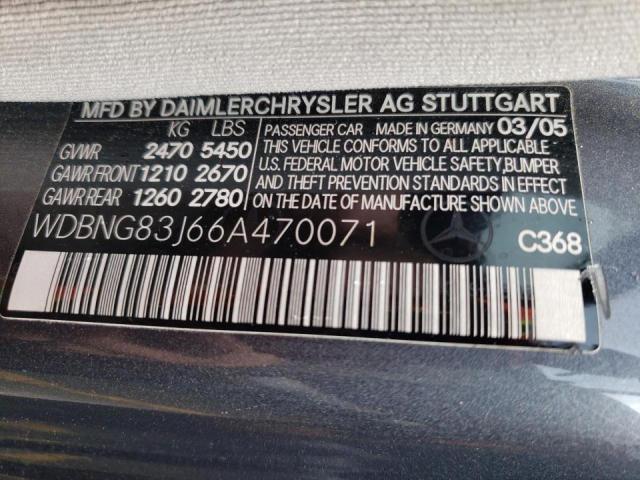 MFD BY DAIMLERCHRYSLER AG STUTTGART
KG LBS
GVWR 2470 5450
GAWR FRONT 1210 2670
GAWR REAR 1260 2780
PASSENGER CAR MADE IN GERMANY 03/05
THIS VEHICLE CONFORMS TO ALL APPLICABLE
U.S. FEDERAL MOTOR VEHICLE SAFETY, BUMPER
AND THEFT PREVENTION STANDARDS IN EFFECT
ON THE DATE OF MANUFACTURE SHOWN ABOVE.
WDBNG83J66A470071
C368